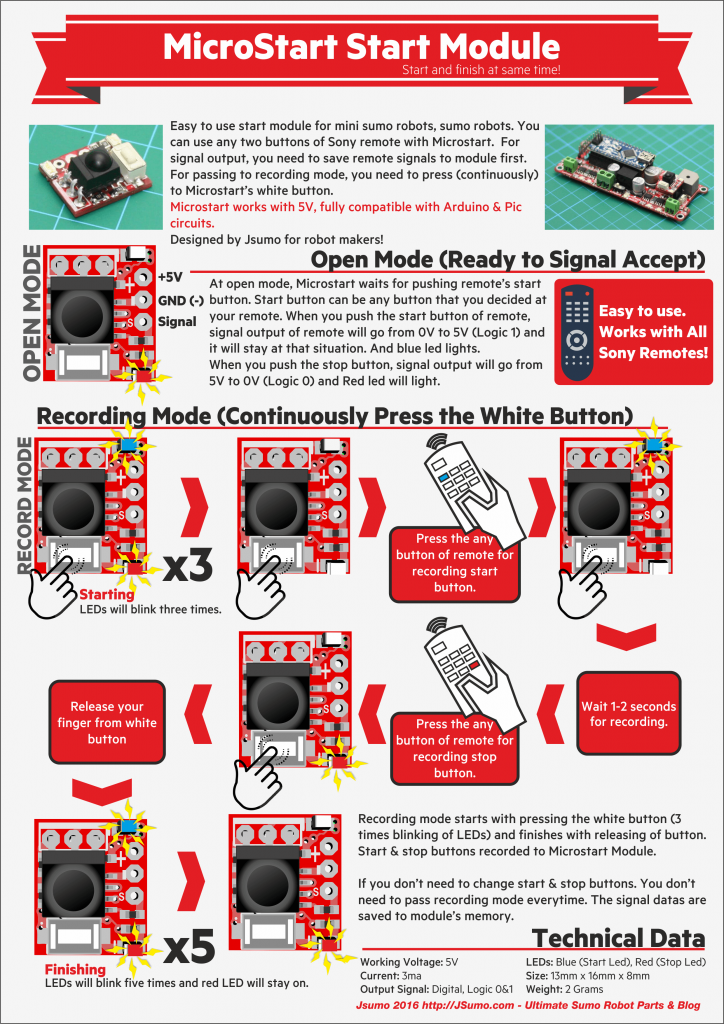 MicroStart Start Module
Start and finish at same time!
Easy to use start module for mini sumo robots, sumo robots. You
can use any two buttons of Sony remote with Microstart. For
signal output, you need to save remote signals to module first.
For passing to recording mode, you need to press (continuously)
to Microstart's white button.
Microstart works with 5V, fully compatible with Arduino & Pic
circuits.
Designed by Jsumo for robot makers!
OPEN MODE
+5V
GND (-)
Signal
Open Mode (Ready to Signal Accept)
At open mode, Microstart waits for pushing remote's start
button. Start button can be any button that you decided at
your remote. When you push the start button of remote,
signal output of remote will go from 0V to 5V (Logic 1) and
it will stay at that situation. And blue led lights.
When you push the stop button, signal output will go from
5V to 0V (Logic 0) and Red led will light.
Easy to use.
Works with All
Sony Remotes!
Recording Mode (Continuously Press the White Button)
RECORD MODE
+
S
x3
Starting
LEDs will blink three times.
+
S
Press the any
button of remote for
recording start
button.
+
S
Wait 1-2 seconds
for recording.
Press the any
button of remote for
recording stop
button.
+
S
Release your
finger from white
button
+
S
x5
Finishing
LEDs will blink five times and red LED will stay on.
+
S
Recording mode starts with pressing the white button (3
times blinking of LEDs) and finishes with releasing of button.
Start & stop buttons recorded to Microstart Module.
If you don't need to change start & stop buttons. You don't
need to pass recording mode everytime. The signal datas are
saved to module's memory.
Technical Data
Working Voltage: 5V
Current: 3ma
Output Signal: Digital, Logic 0&1
LEDs: Blue (Start Led), Red (Stop Led)
Size: 13mm x 16mm x 8mm
Weight: 2 Grams
Jsumo 2016 http://JSumo.com - Ultimate Sumo Robot Parts & Blog